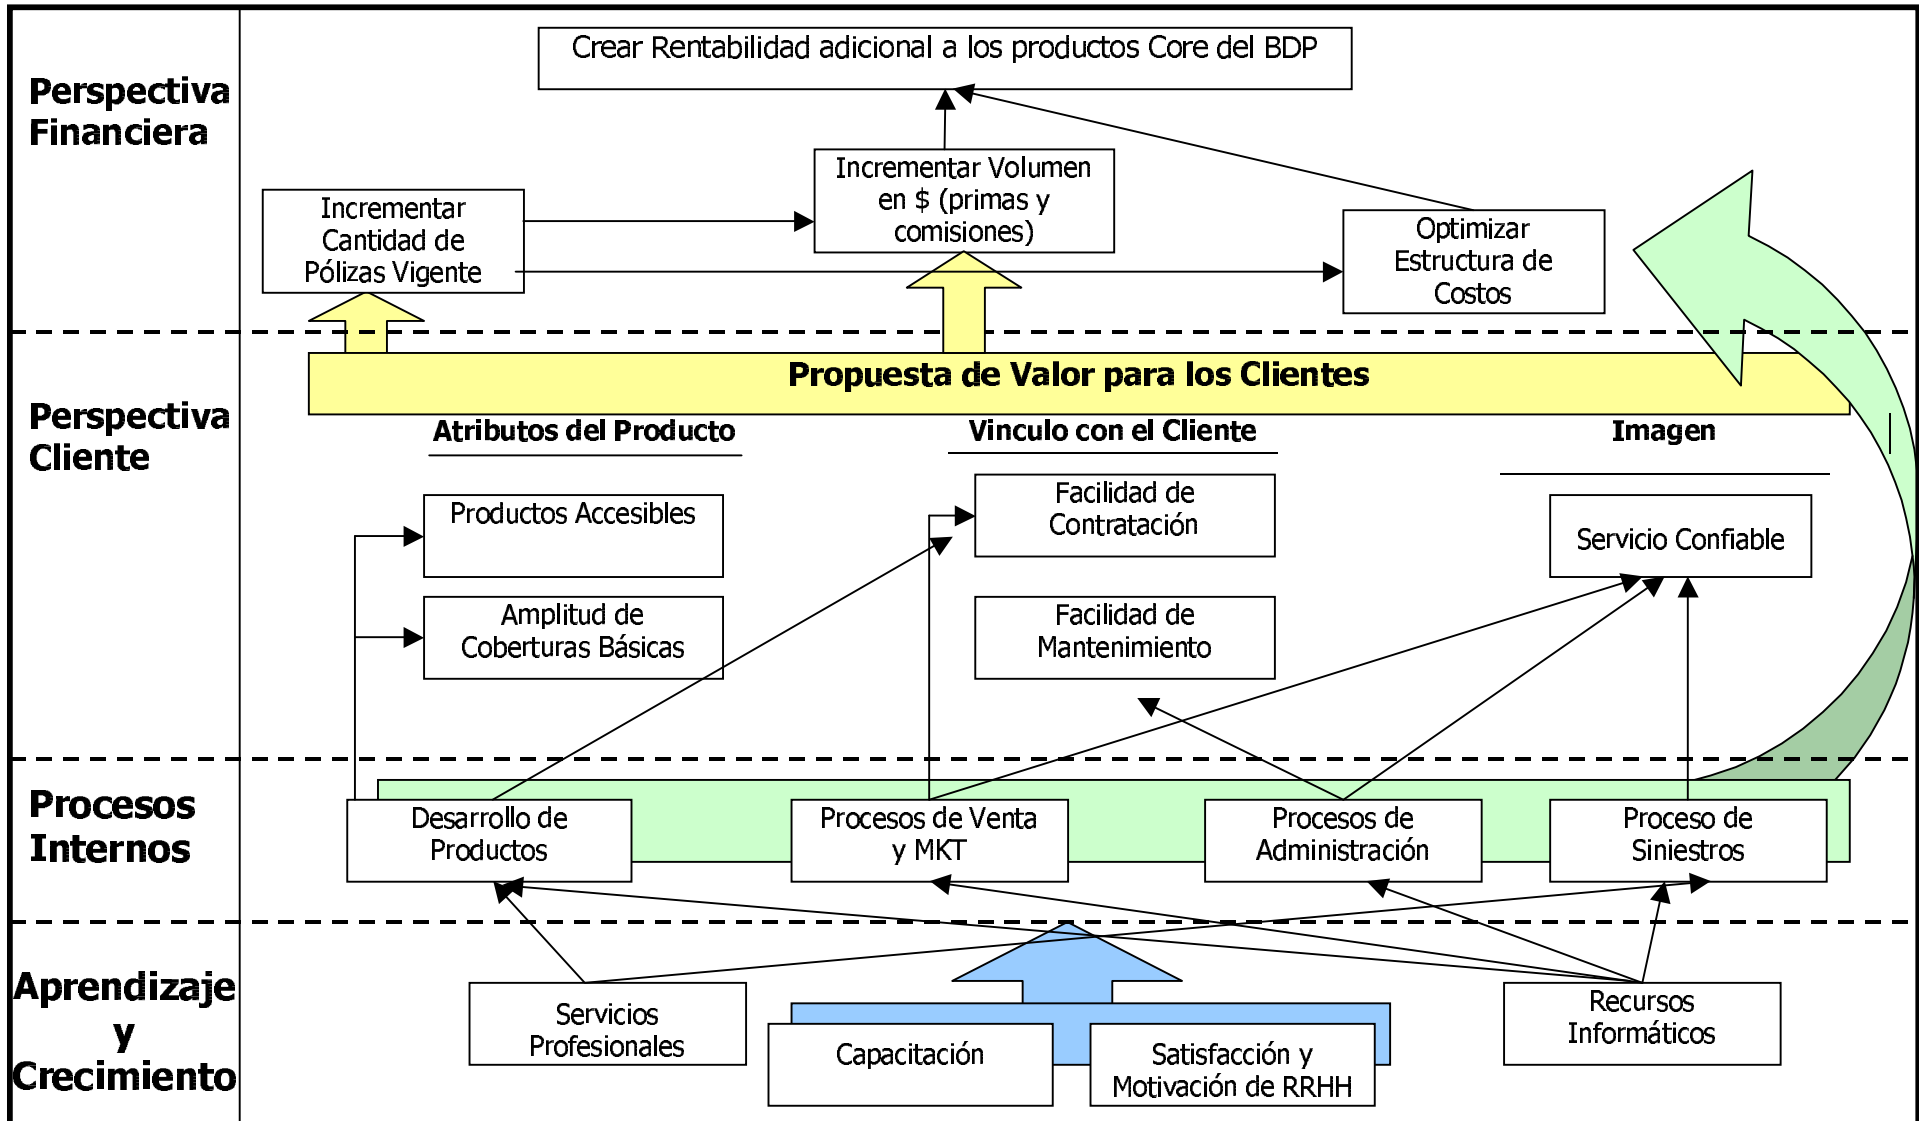 Crear Rentabilidad adicional a los productos Core del BDP
Perspectiva
Financiera
Incrementar Volumen
en $ (primas y
comisiones)
Incrementar
Cantidad de
Pólizas Vigente
Optimizar
Estructura de
Costos
Propuesta de Valor para los Clientes
Perspectiva
Cliente
Atributos del Producto
Vinculo con el Cliente
Imagen
Productos Accesibles
Facilidad de
Contratación
Servicio Confiable
Amplitud de
Coberturas Básicas
Facilidad de
Mantenimiento
Procesos
Internos
Desarrollo de
Productos
Procesos de Venta
y MKT
Procesos de
Administración
Proceso de
Siniestros
Aprendizaje
y
Crecimiento
Servicios
Profesionales
Capacitación
Satisfacción y
Motivación de RRHH
Recursos
Informáticos